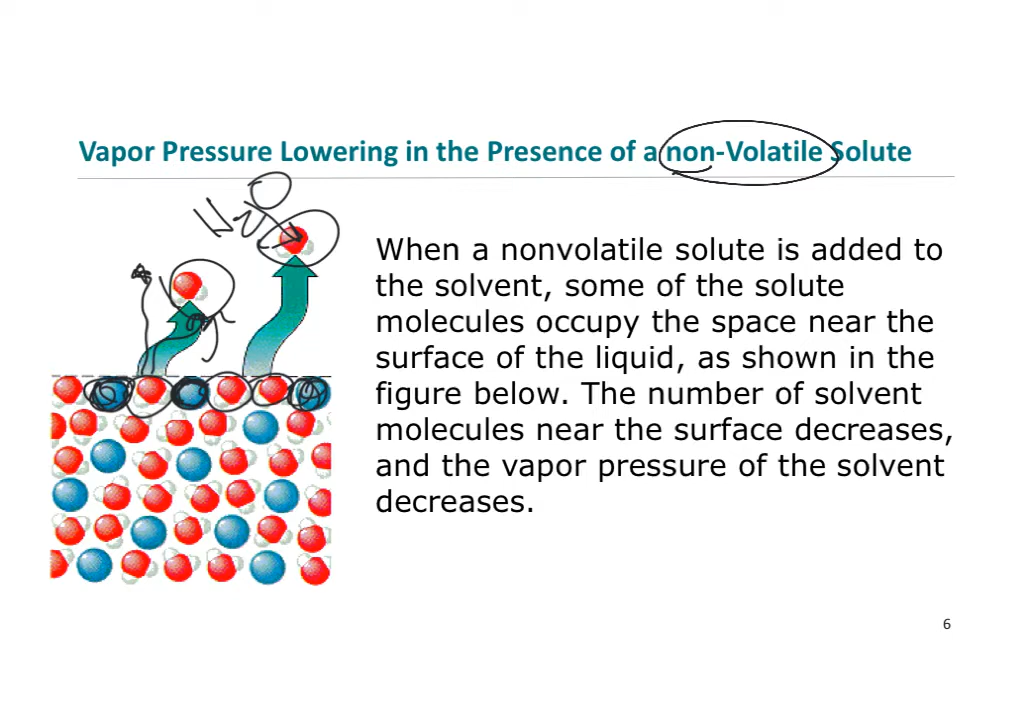 Vapor Pressure Lowering in the Presence of a non-Volatile Solute
When a nonvolatile solute is added to
the solvent, some of the solute
molecules occupy the space near the
surface of the liquid, as shown in the
figure below. The number of solvent
molecules near the surface decreases,
and the vapor pressure of the solvent
decreases.
6